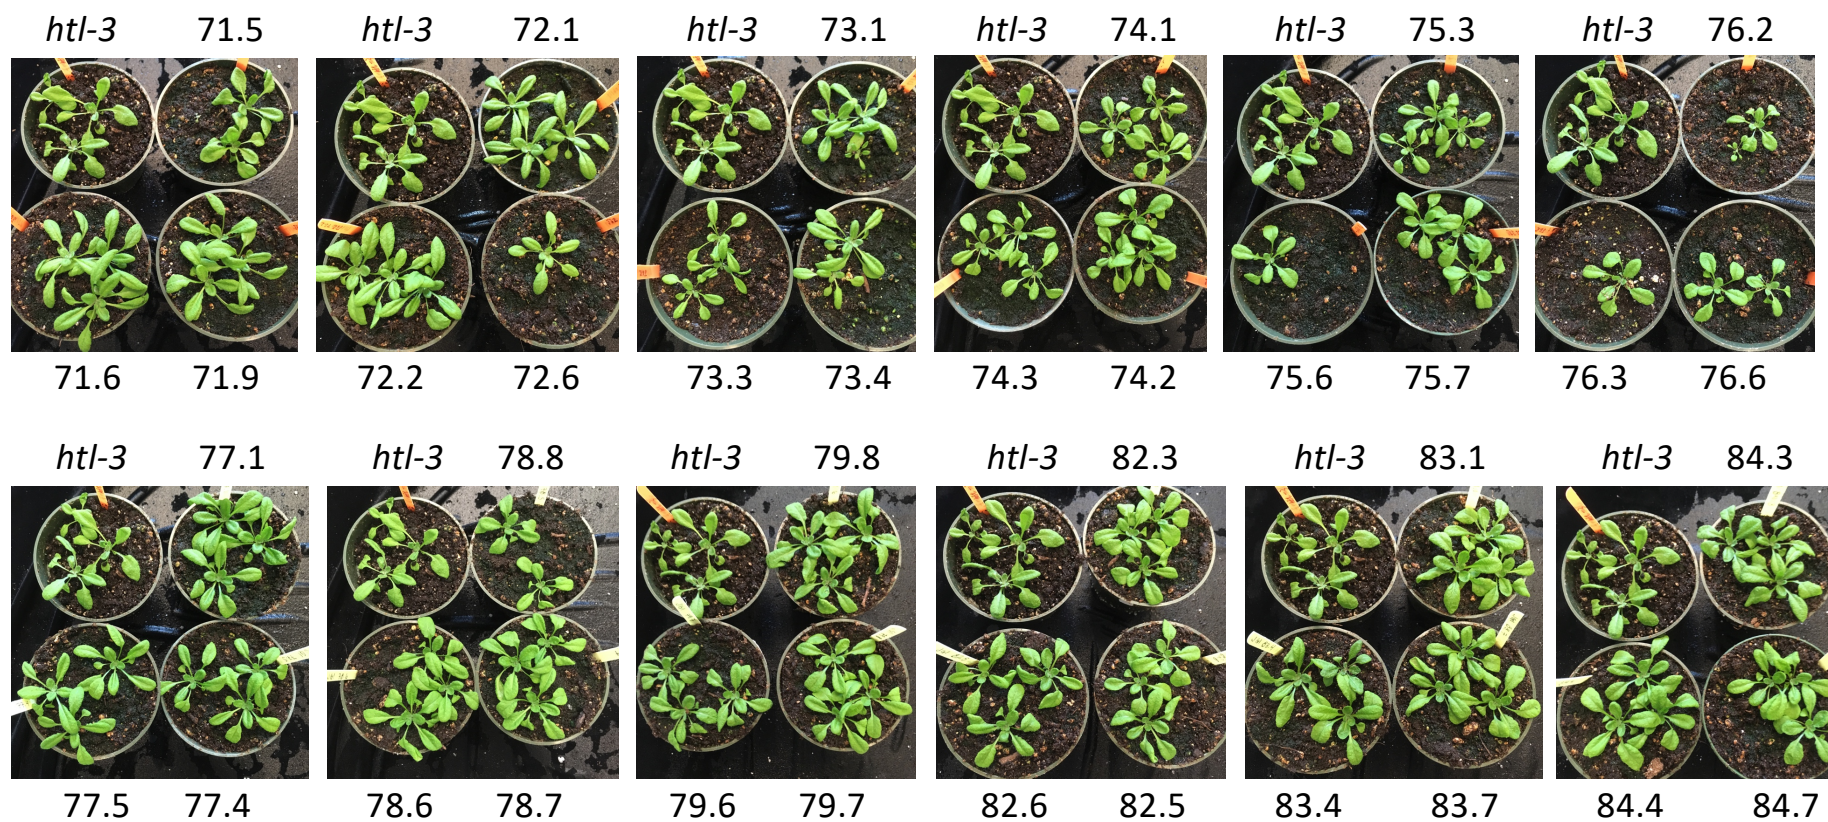 htl-3 71.5 htl-3 72.1 htl-3 73.1 htl-3 74.1 htl-3 75.3 htl-3 76.2
71.6 71.9 72.2 72.6 73.3 73.4 74.3 74.2 75.6 75.7 76.3 76.6
htl-3 77.1 htl-3 78.8 htl-3 79.8 htl-3 82.3 htl-3 83.1 htl-3 84.3
77.5 77.4 78.6 78.7 79.6 79.7 82.6 82.5 83.4 83.7 84.4 84.7